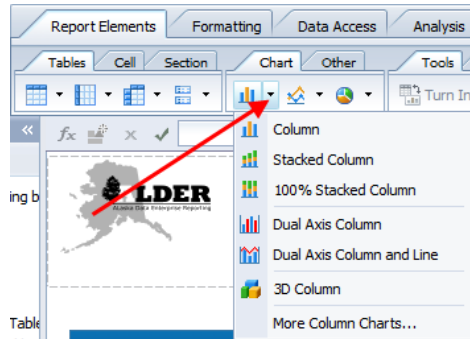 Report Elements Formatting Data Access Analysis
Tables Cell Section Chart Other Tools
Turn In
fx
ing b
ALDER
Alaska Data Enterprise Reporting
Column
Stacked Column
100% Stacked Column
Dual Axis Column
Dual Axis Column and Line
3D Column
Table
More Column Charts...